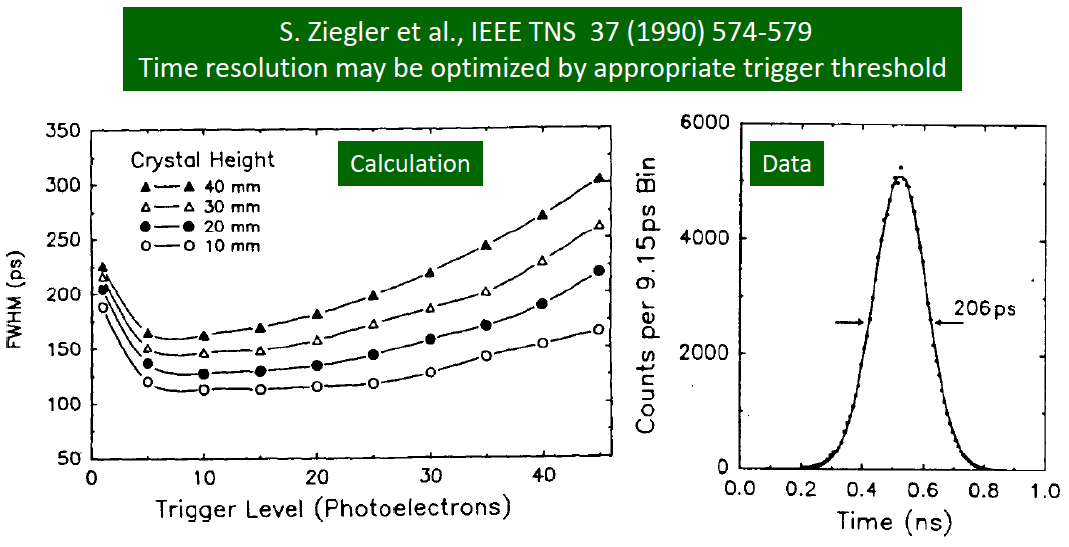 S. Ziegler et al., IEEE TNS 37 (1990) 574-579
Time resolution may be optimized by appropriate trigger threshold
350
300
250
200
150
100
50
FWHM (ps)
Crystal Height
40 mm
30 mm
20 mm
10 mm
Calculation
0
10
20
30
40
Trigger Level (Photoelectrons)
6000
4000
2000
0
Counts per 9.15ps Bin
Data
206ps
0.0
0.2
0.4
0.6
0.8
1.0
Time (ns)